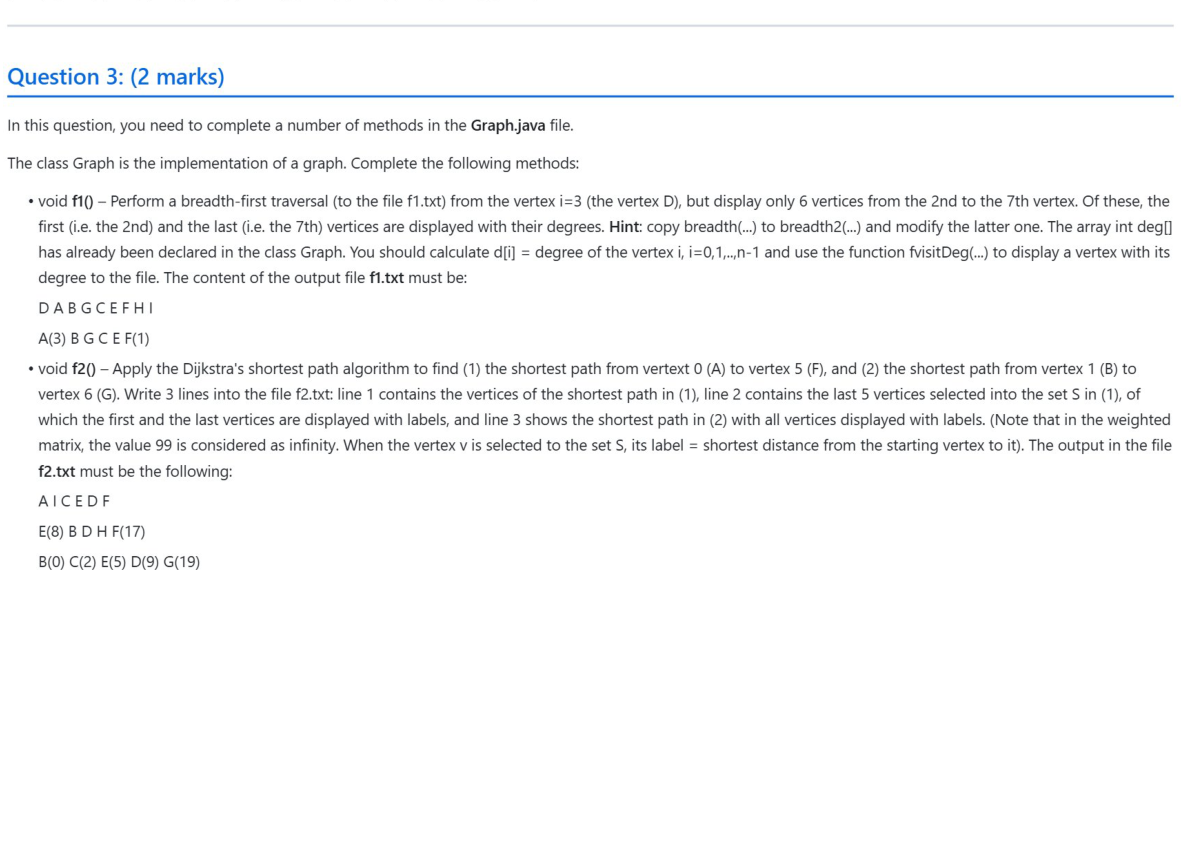 Question 3: (2 marks)
In this question, you need to complete a number of methods in the Graph.java file.
The class Graph is the implementation of a graph. Complete the following methods:
• void f1() – Perform a breadth-first traversal (to the file f1.txt) from the vertex i=3 (the vertex D), but display only 6 vertices from the 2nd to the 7th vertex. Of these, the
first (i.e. the 2nd) and the last (i.e. the 7th) vertices are displayed with their degrees. Hint: copy breadth(...) to breadth2(...) and modify the latter one. The array int deg[]
has already been declared in the class Graph. You should calculate d[i] = degree of the vertex i, i=0,1,..,n-1 and use the function fvisitDeg(...) to display a vertex with its
degree to the file. The content of the output file f1.txt must be:
D A B G C E F H I
A(3) B G C E F(1)
• void f2() – Apply the Dijkstra's shortest path algorithm to find (1) the shortest path from vertext 0 (A) to vertex 5 (F), and (2) the shortest path from vertex 1 (B) to
vertex 6 (G). Write 3 lines into the file f2.txt: line 1 contains the vertices of the shortest path in (1), line 2 contains the last 5 vertices selected into the set S in (1), of
which the first and the last vertices are displayed with labels, and line 3 shows the shortest path in (2) with all vertices displayed with labels. (Note that in the weighted
matrix, the value 99 is considered as infinity. When the vertex v is selected to the set S, its label = shortest distance from the starting vertex to it). The output in the file
f2.txt must be the following:
A I C E D F
E(8) B D H F(17)
B(0) C(2) E(5) D(9) G(19)